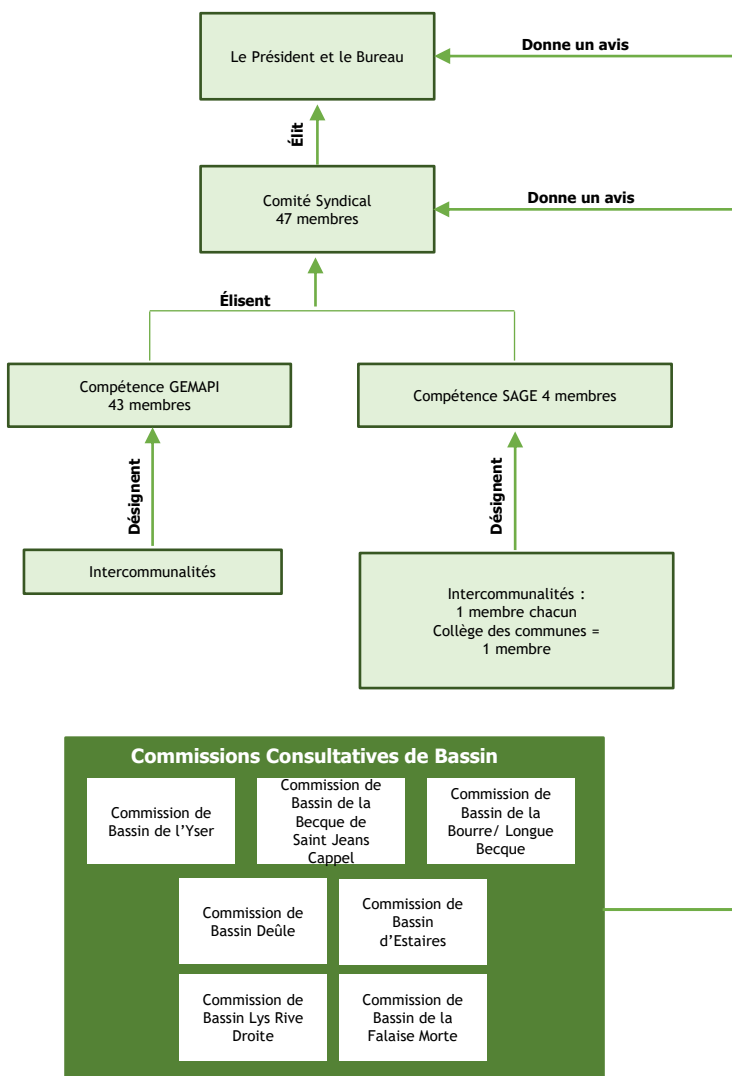 Le Président et le Bureau
Donne un avis
Élit
Comité Syndical
47 membres
Donne un avis
Élisent
Compétence GEMAPI
43 membres
Compétence SAGE 4 membres
Désignent
Désignent
Intercommunalités
Intercommunalités :
1 membre chacun
Collège des communes =
1 membre
Commissions Consultatives de Bassin
Commission de
Bassin de l’Yser
Commission de
Bassin de la
Becque de
Saint Jeans
Cappel
Commission de
Bassin de la
Bourre/ Longue
Becque
Commission de
Bassin Deûle
Commission de
Bassin
d’Estaires
Commission de
Bassin Lys Rive
Droite
Commission de
Bassin de la
Falaise Morte